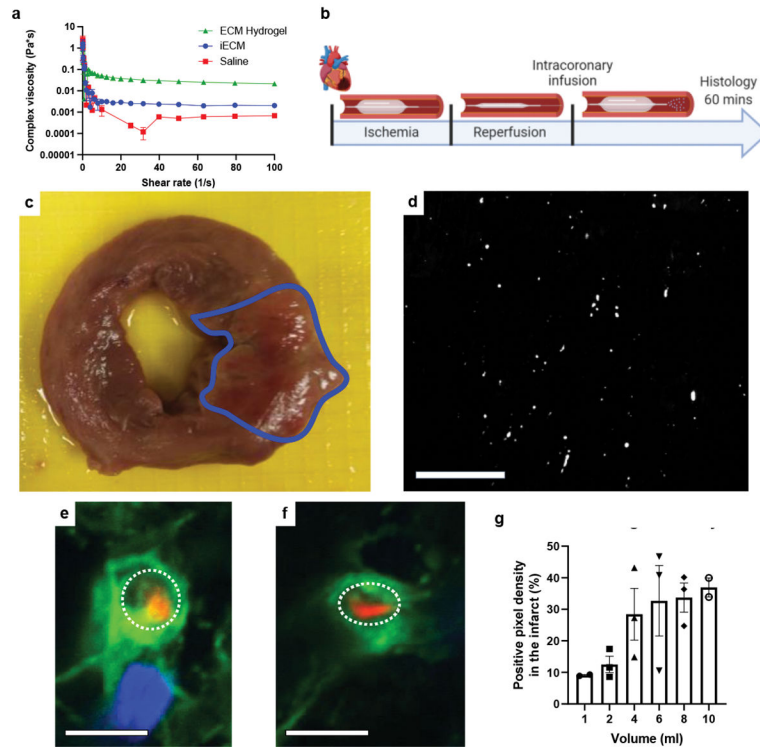 a
Complex viscosity (Pa*s)
10
1
0.1
0.01
0.001
0.0001
0.00001
0
20
40
60
80
100
Shear rate (1/s)
ECM Hydrogel
iECM
Saline
b
Intracoronary
infusion
Histology
60 mins
Ischemia
Reperfusion
c
d
e
f
g
Positive pixel density
in the infarct (%)
50
40
30
20
10
0
1
2
4
6
8
10
Volume (ml)